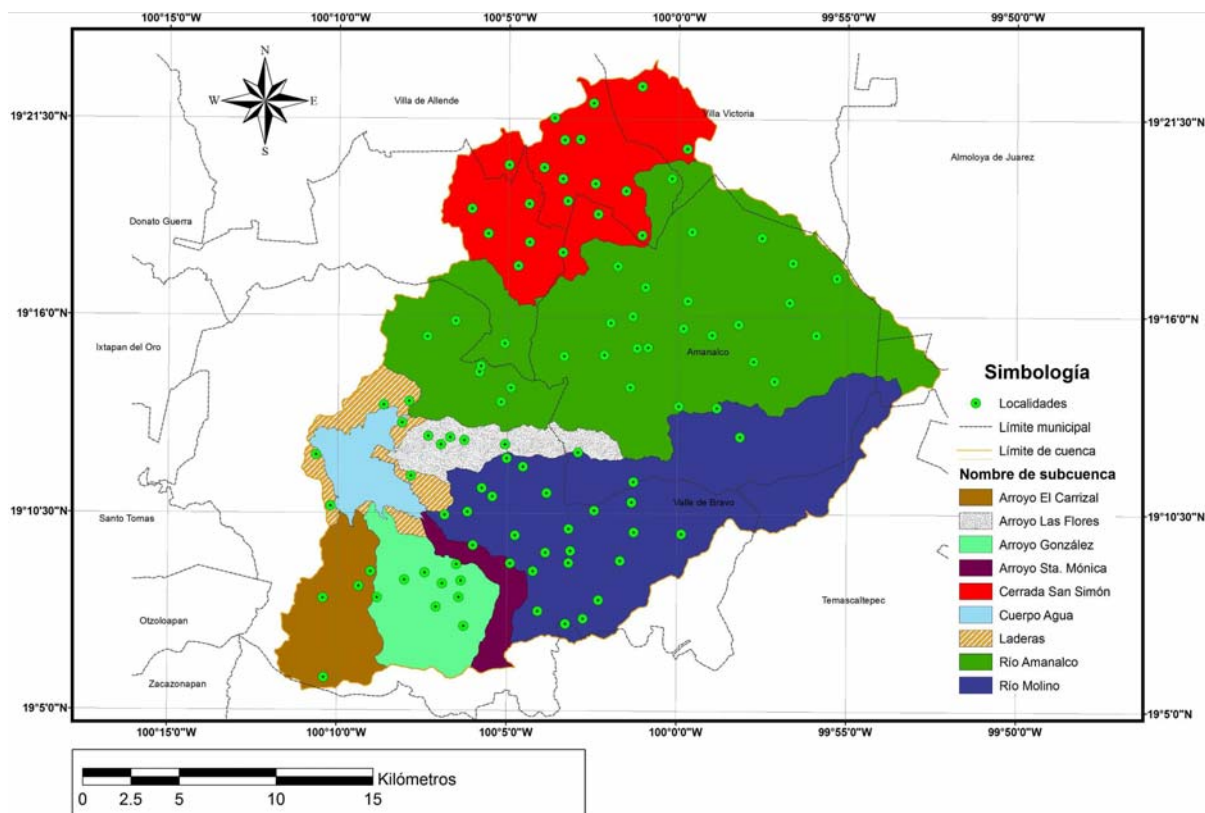 100°15'0"W 100°10'0"W 100°5'0"W 100°0'0"W 99°55'0"W 99°50'0"W
N
W E
S
Villa de Allende
Villa Victoria
19°21'30"N 19°21'30"N
Almoloya de Juarez
Donato Guerra
19°16'0"N 19°16'0"N
Ixtapan del Oro
Amanalco
Simbología
Localidades
Límite municipal
Límite de cuenca
Nombre de subcuenca
Arroyo El Carrizal
Arroyo Las Flores
Arroyo González
Arroyo Sta. Mónica
Cerrada San Simón
Cuerpo Agua
Laderas
Río Amanalco
Río Molino
Valle de Bravo
19°10'30"N 19°10'30"N
Santo Tomas
Temascaltepec
Otzoloapan
Zacazonapan
19°5'0"N 19°5'0"N
100°15'0"W 100°10'0"W 100°5'0"W 100°0'0"W 99°55'0"W 99°50'0"W
Kilómetros
0 2.5 5 10 15